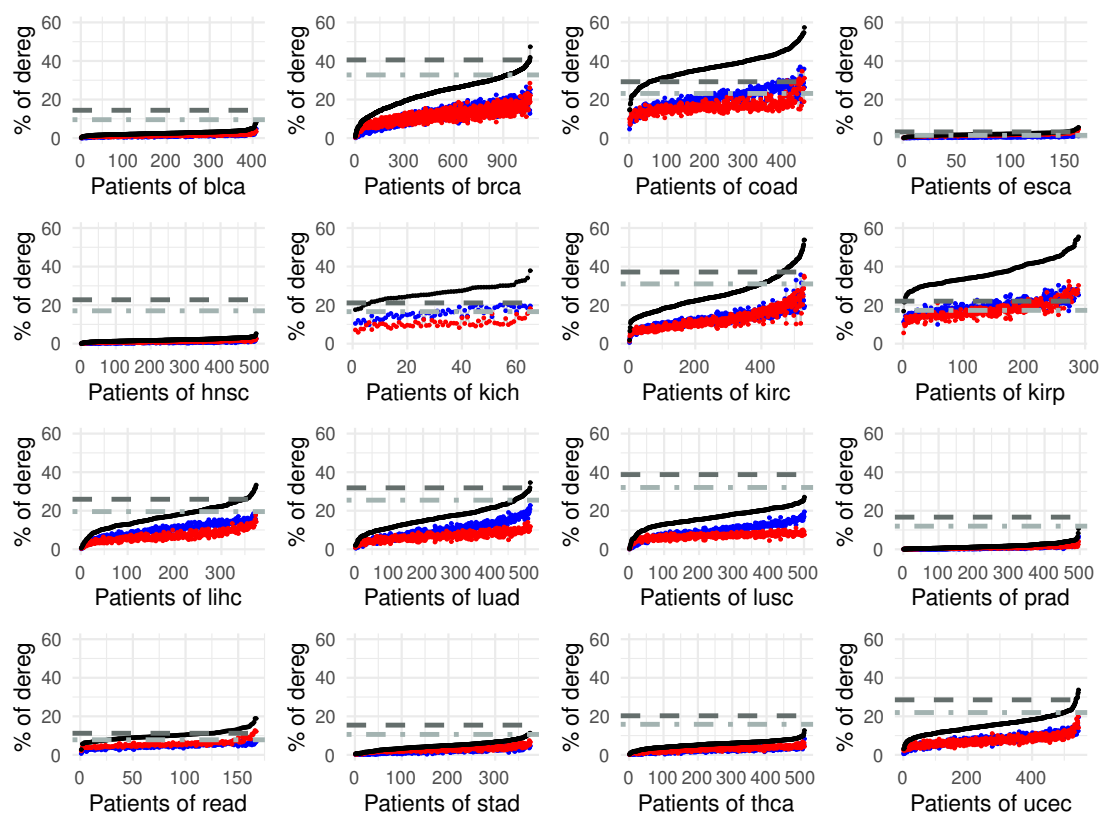 60
40
20
0
% of dereg
0 100 200 300 400
Patients of blca
60
40
20
0
% of dereg
0 300 600 900
Patients of brca
60
40
20
0
% of dereg
0 100 200 300 400
Patients of coad
60
40
20
0
% of dereg
0 50 100 150
Patients of esca
60
40
20
0
% of dereg
0 100 200 300 400 500
Patients of hnsc
60
40
20
0
% of dereg
0 20 40 60
Patients of kich
60
40
20
0
% of dereg
0 200 400
Patients of kirc
60
40
20
0
% of dereg
0 100 200 300
Patients of kirp
60
40
20
0
% of dereg
0 100 200 300
Patients of lihc
60
40
20
0
% of dereg
0 100 200 300 400 500
Patients of luad
60
40
20
0
% of dereg
0 100 200 300 400 500
Patients of lusc
60
40
20
0
% of dereg
0 100 200 300 400 500
Patients of prad
60
40
20
0
% of dereg
0 50 100 150
Patients of read
60
40
20
0
% of dereg
0 100 200 300
Patients of stad
60
40
20
0
% of dereg
0 100 200 300 400 500
Patients of thca
60
40
20
0
% of dereg
0 200 400
Patients of ucec